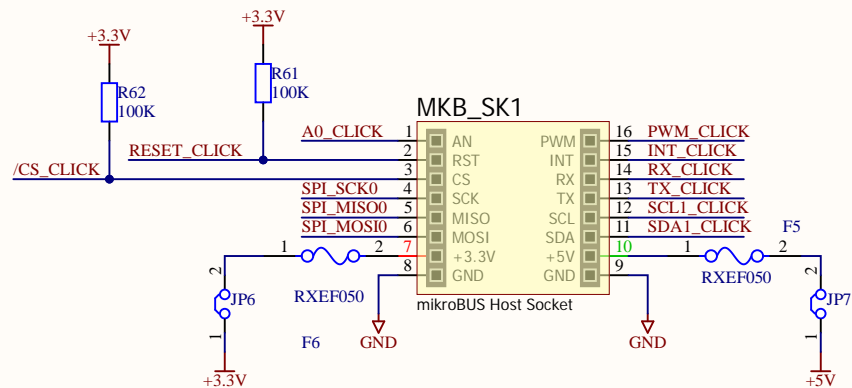 +3.3V
+3.3V
R61
100K
R62
100K
MKB_SK1
A0_CLICK 1 AN PWM 16 PWM_CLICK
RESET_CLICK 2 RST INT 15 INT_CLICK
/CS_CLICK 3 CS RX 14 RX_CLICK
SPI_SCK0 4 SCK TX 13 TX_CLICK
SPI_MISO0 5 MISO SCL 12 SCL1_CLICK
SPI_MOSI0 6 MOSI SDA 11 SDA1_CLICK
F5
1 2 7 +3.3V +5V 10 1 2
8 GND GND 9
2 JP6 1
RXEF050
mikroBUS Host Socket
RXEF050
2 JP7 1
F6
GND
GND
+3.3V
+5V